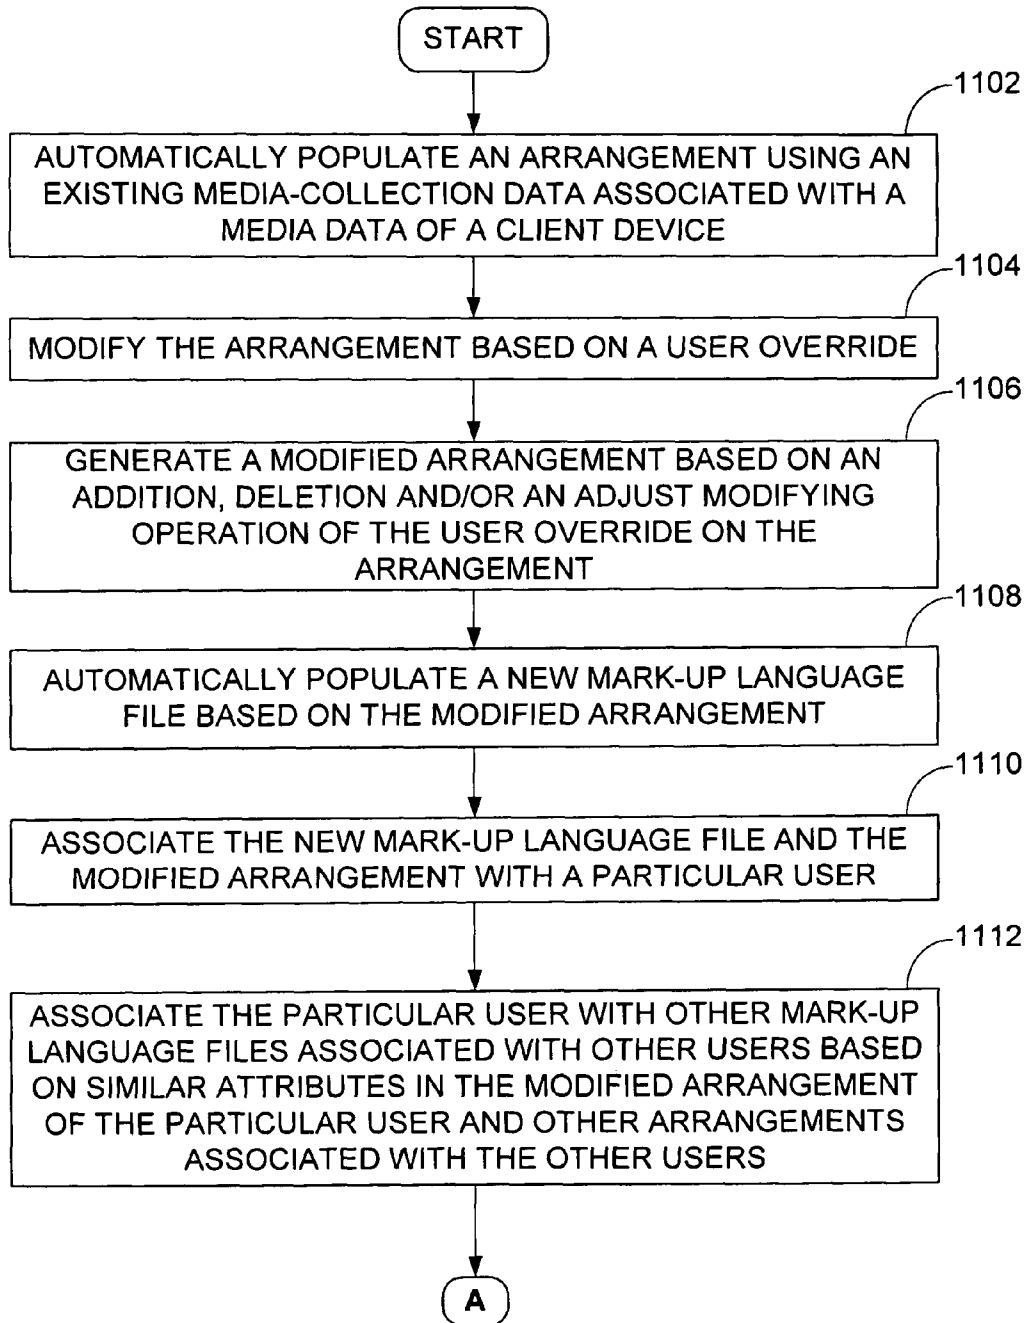 START
1102
AUTOMATICALLY POPULATE AN ARRANGEMENT USING AN
EXISTING MEDIA-COLLECTION DATA ASSOCIATED WITH A
MEDIA DATA OF A CLIENT DEVICE
1104
MODIFY THE ARRANGEMENT BASED ON A USER OVERRIDE
1106
GENERATE A MODIFIED ARRANGEMENT BASED ON AN
ADDITION, DELETION AND/OR AN ADJUST MODIFYING
OPERATION OF THE USER OVERRIDE ON THE
ARRANGEMENT
1108
AUTOMATICALLY POPULATE A NEW MARK-UP LANGUAGE
FILE BASED ON THE MODIFIED ARRANGEMENT
1110
ASSOCIATE THE NEW MARK-UP LANGUAGE FILE AND THE
MODIFIED ARRANGEMENT WITH A PARTICULAR USER
1112
ASSOCIATE THE PARTICULAR USER WITH OTHER MARK-UP
LANGUAGE FILES ASSOCIATED WITH OTHER USERS BASED
ON SIMILAR ATTRIBUTES IN THE MODIFIED ARRANGEMENT
OF THE PARTICULAR USER AND OTHER ARRANGEMENTS
ASSOCIATED WITH THE OTHER USERS
A